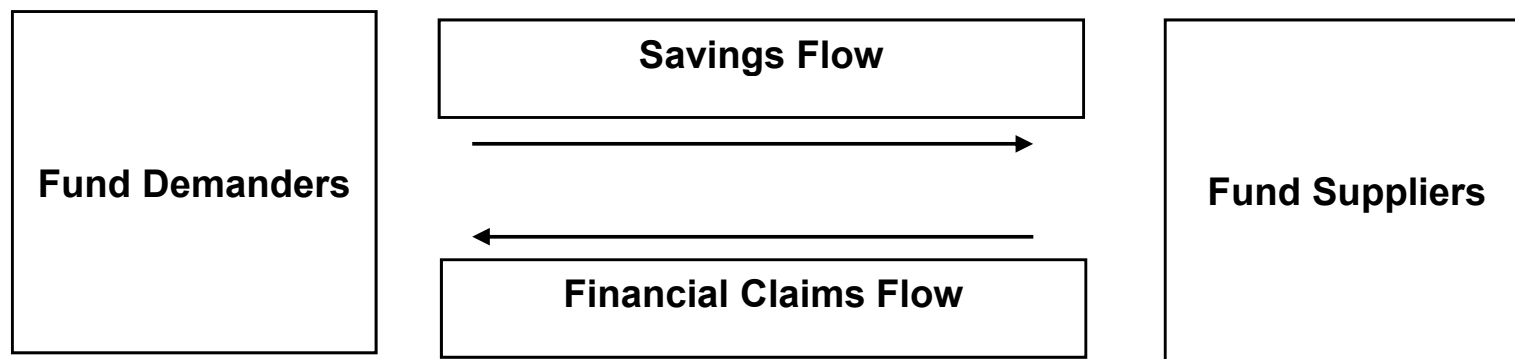 Savings Flow
Fund Demanders
Fund Suppliers
Financial Claims Flow